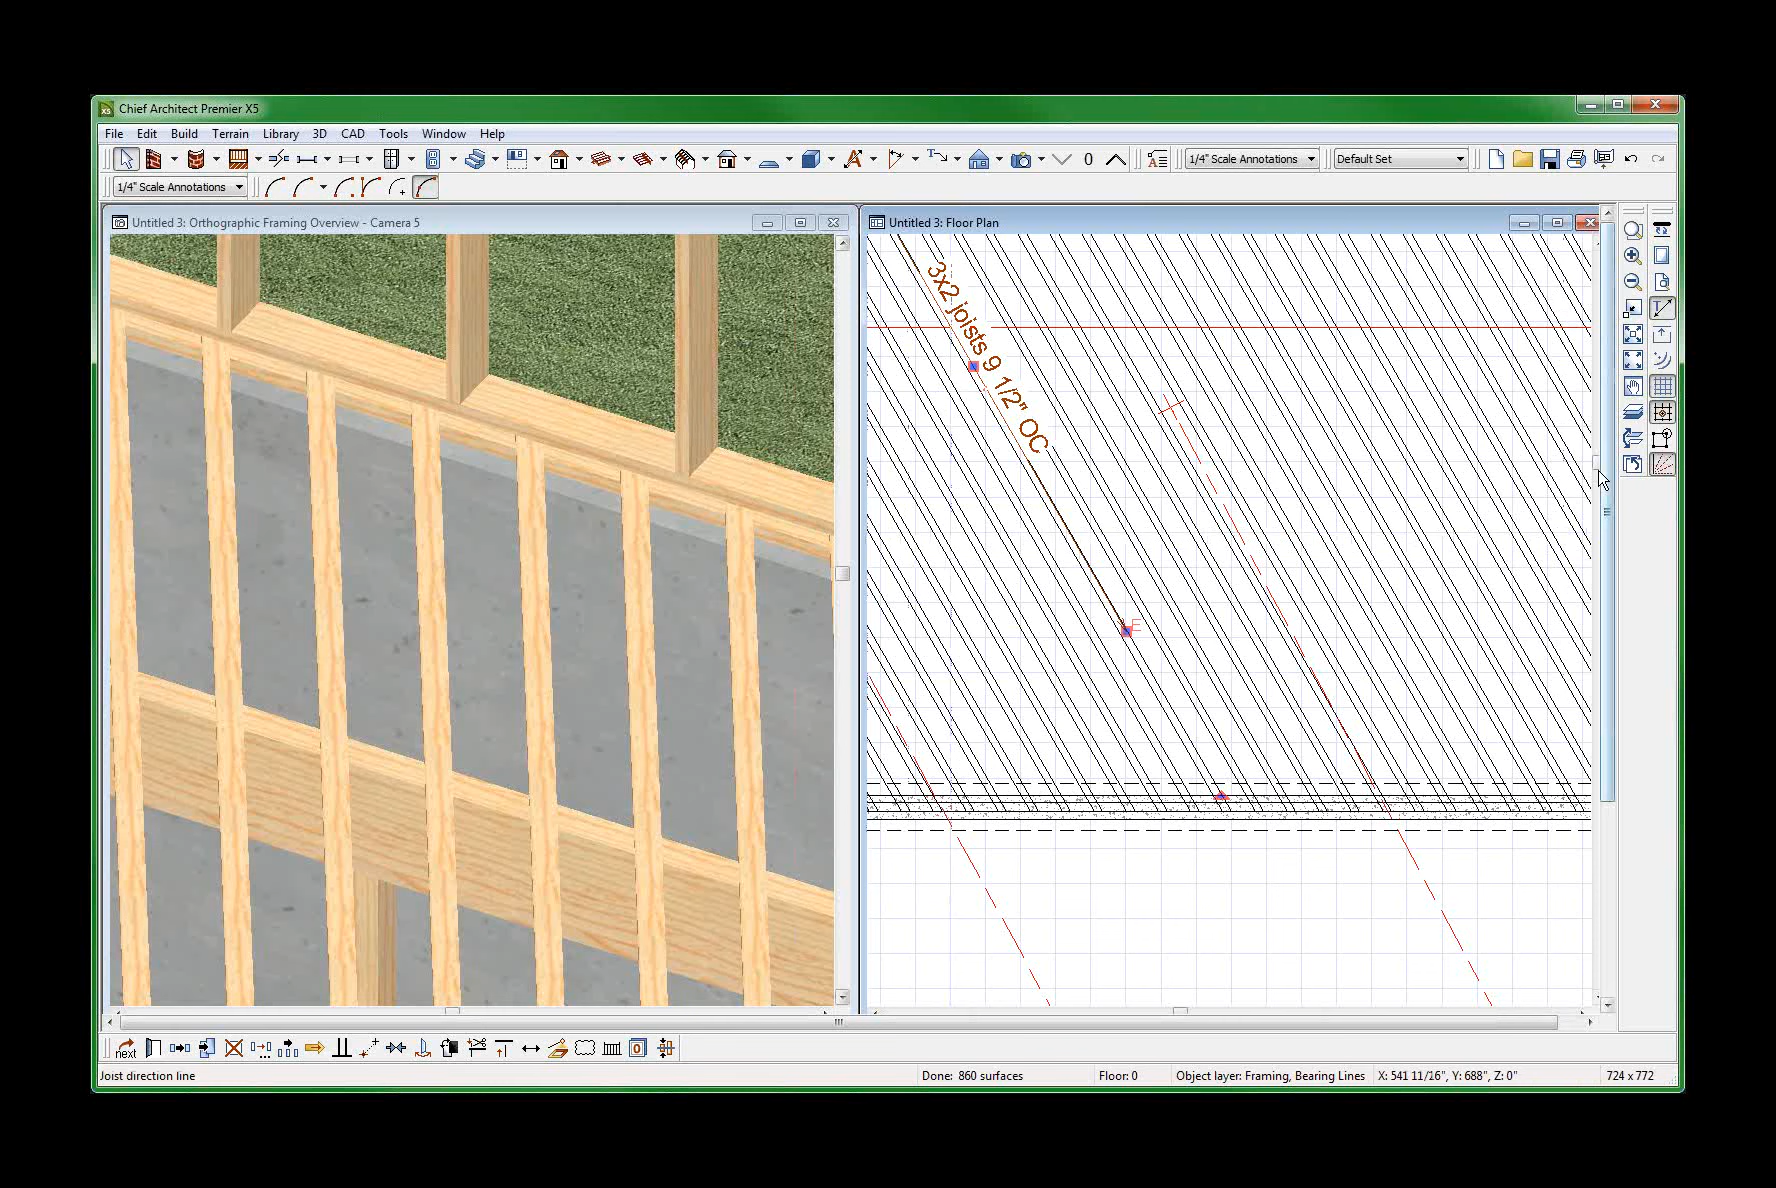 Chief Architect Premier X5
File Edit Build Terrain Library 3D CAD Tools Window Help
0 1/4" Scale Annotations Default Set
1/4" Scale Annotations
Untitled 3: Orthographic Framing Overview - Camera 5
Untitled 3: Floor Plan
3x2 joists 9 1/2" OC
E
next
Joist direction line Done: 860 surfaces Floor: 0 Object layer: Framing, Bearing Lines X: 541 11/16", Y: 688", Z: 0" 724 x 772